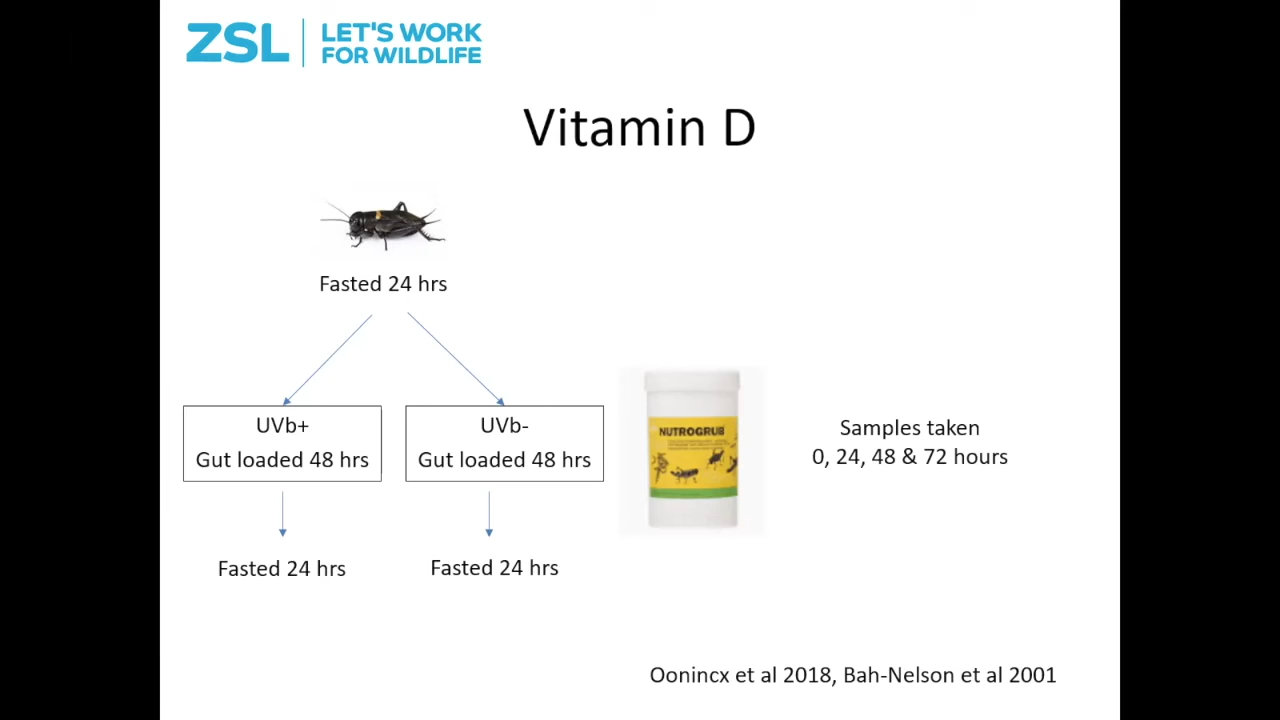 ZSL
LET'S WORK
FOR WILDLIFE
Vitamin D
Fasted 24 hrs
UVb+
Gut loaded 48 hrs
UVb-
Gut loaded 48 hrs
Fasted 24 hrs
Fasted 24 hrs
NUTROGRUB
Samples taken
0, 24, 48 & 72 hours
Oonincx et al 2018, Bah-Nelson et al 2001